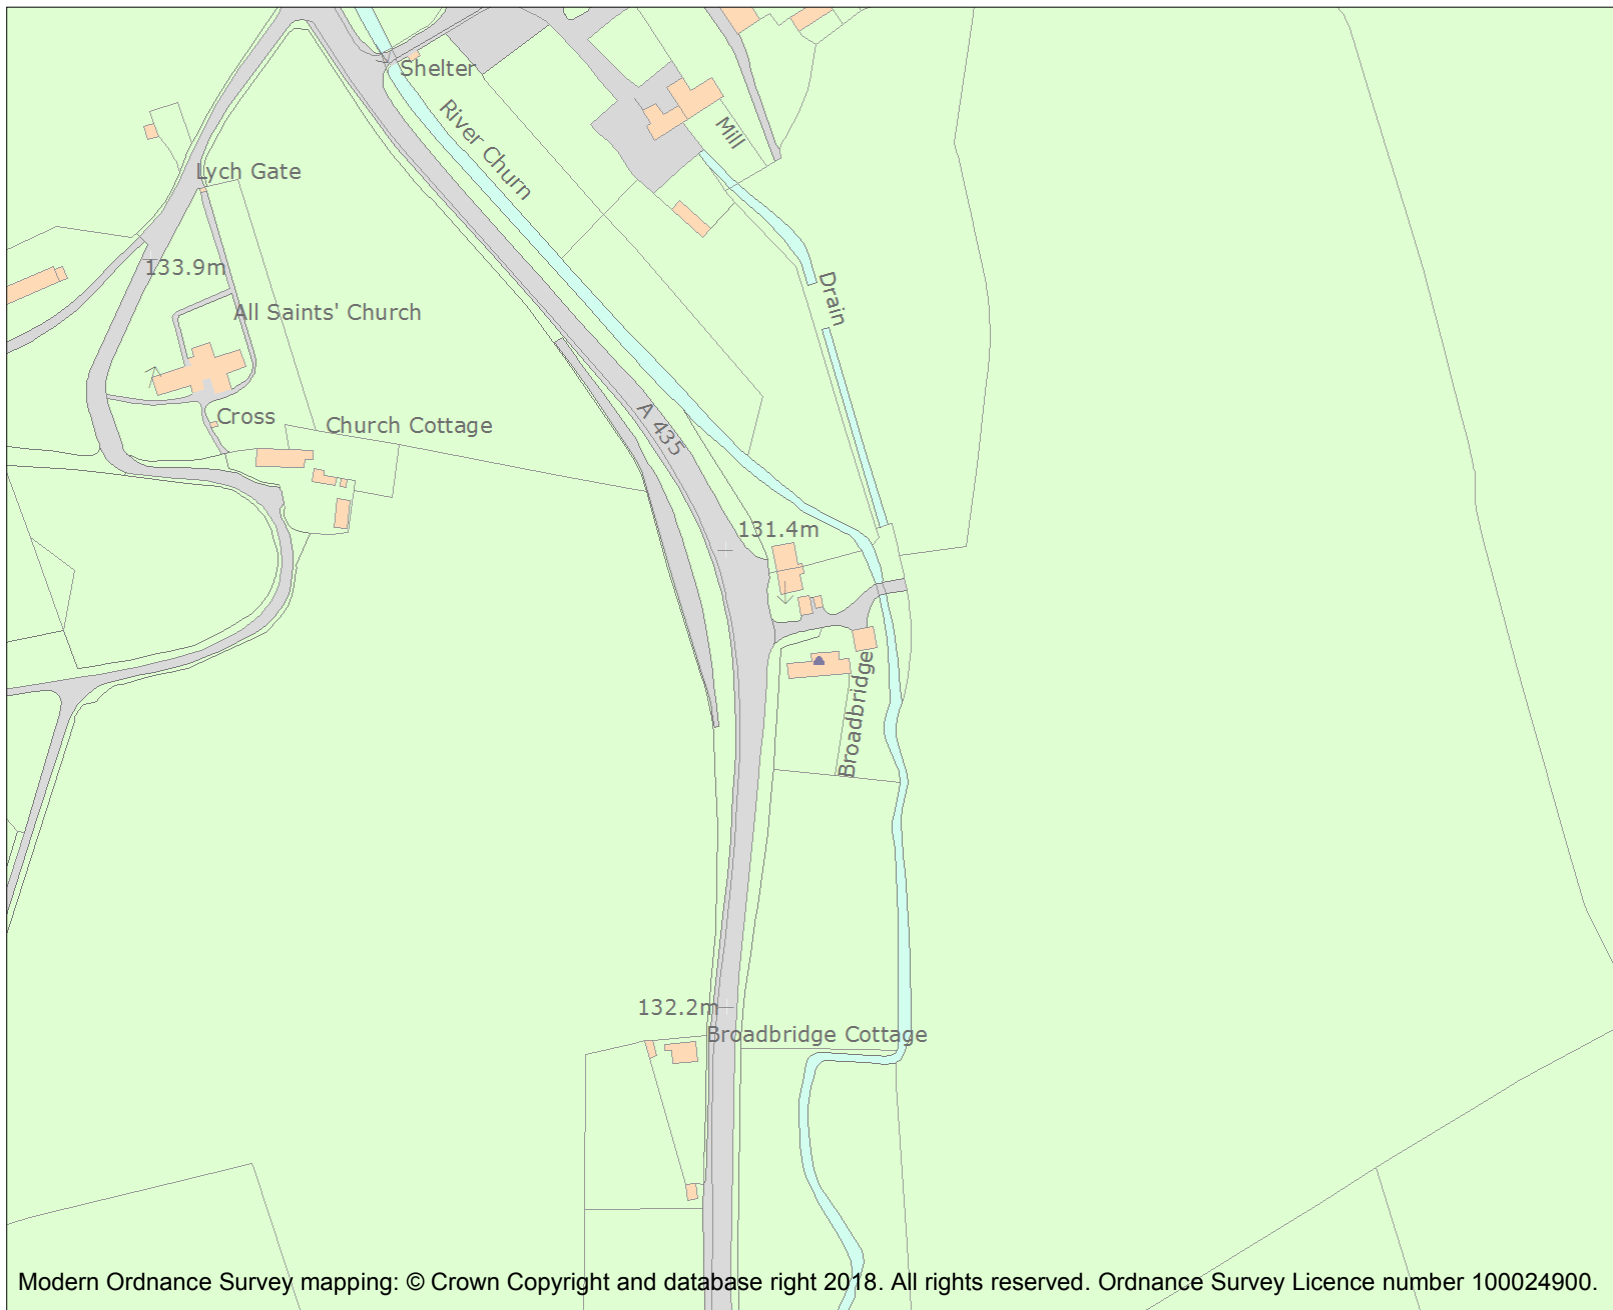 Shelter
River Churn
Mill
Lych Gate
133.9m
Drain
All Saints' Church
A 435
Cross
Church Cottage
131.4m
Broadbridge
132.2m
Broadbridge Cottage
Modern Ordnance Survey mapping: © Crown Copyright and database right 2018. All rights reserved. Ordnance Survey Licence number 100024900.